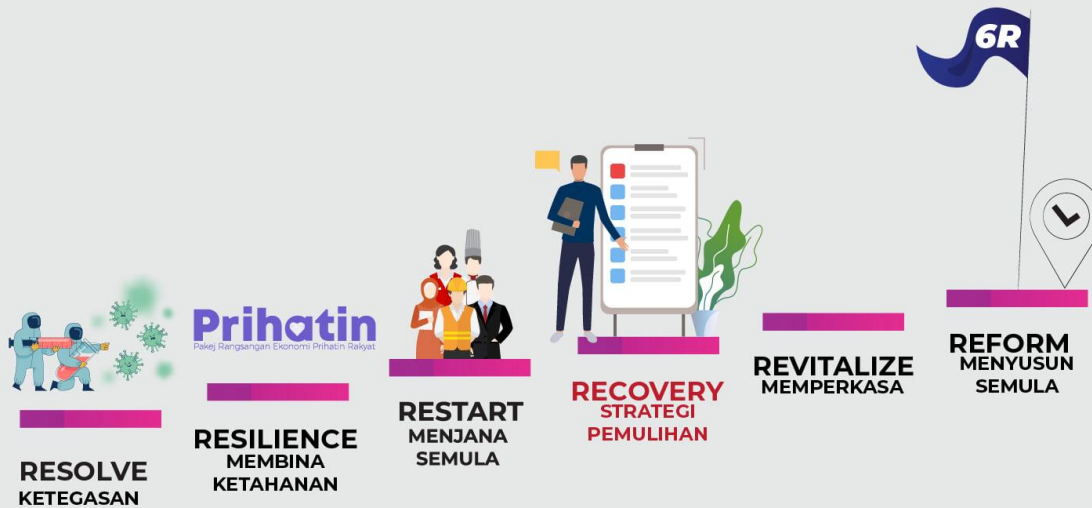 6R
Prihatin
Pakej Rangsangan Ekonomi Prihatin Rakyat
RESOLVE
KETEGASAN
RESILIENCE
MEMBINA
KETAHANAN
RESTART
MENJANA
SEMULA
RECOVERY
STRATEGI
PEMULIHAN
REVITALIZE
MEMPERKASA
REFORM
MENYUSUN
SEMULA